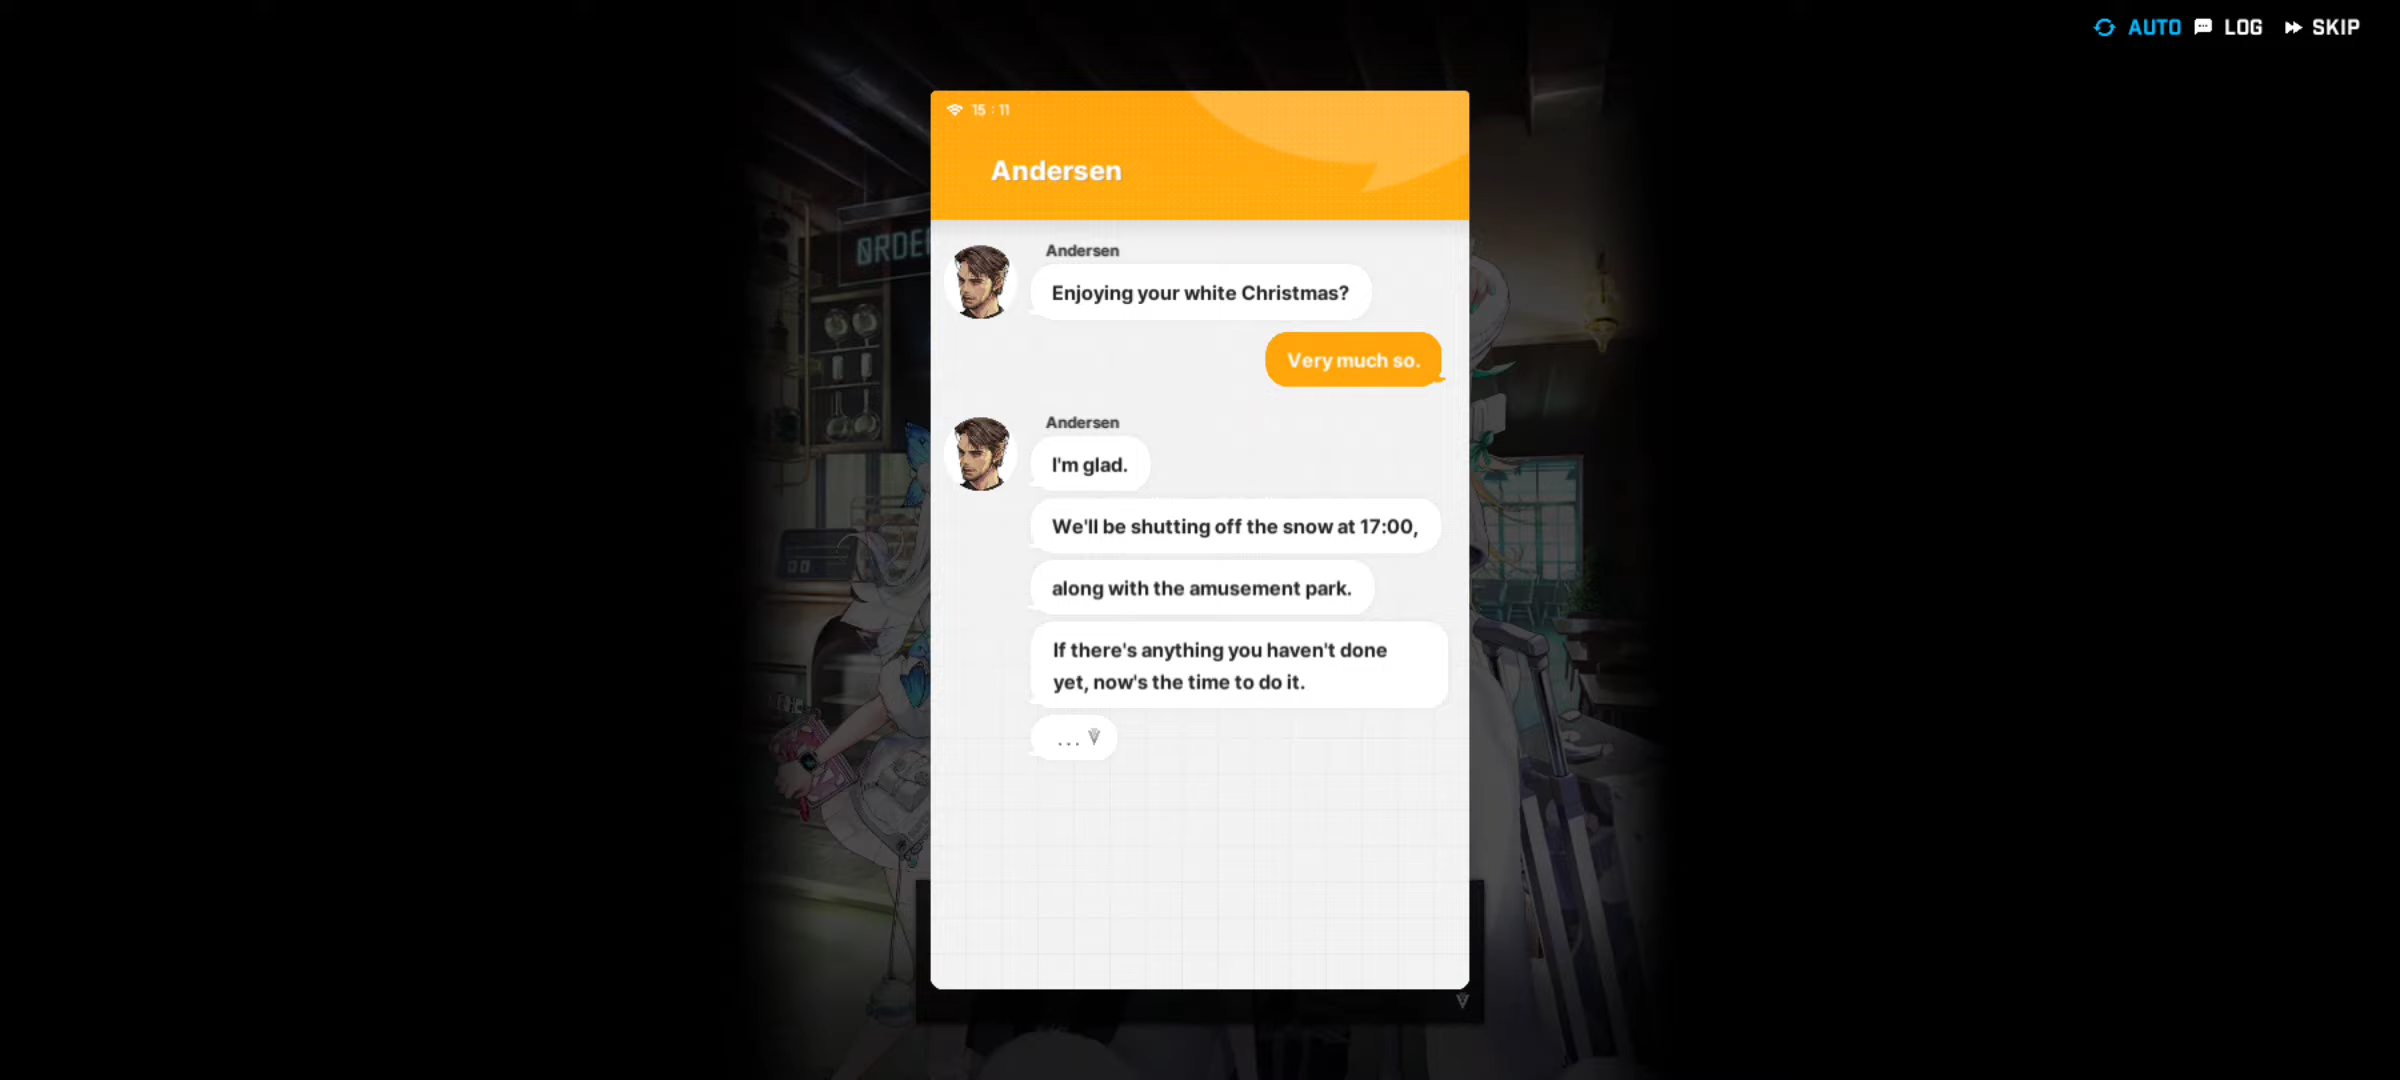 AUTO LOG SKIP
15 : 11
Andersen
Andersen
Enjoying your white Christmas?
Very much so.
Andersen
I'm glad.
We'll be shutting off the snow at 17:00,
along with the amusement park.
If there's anything you haven't done
yet, now's the time to do it.
...